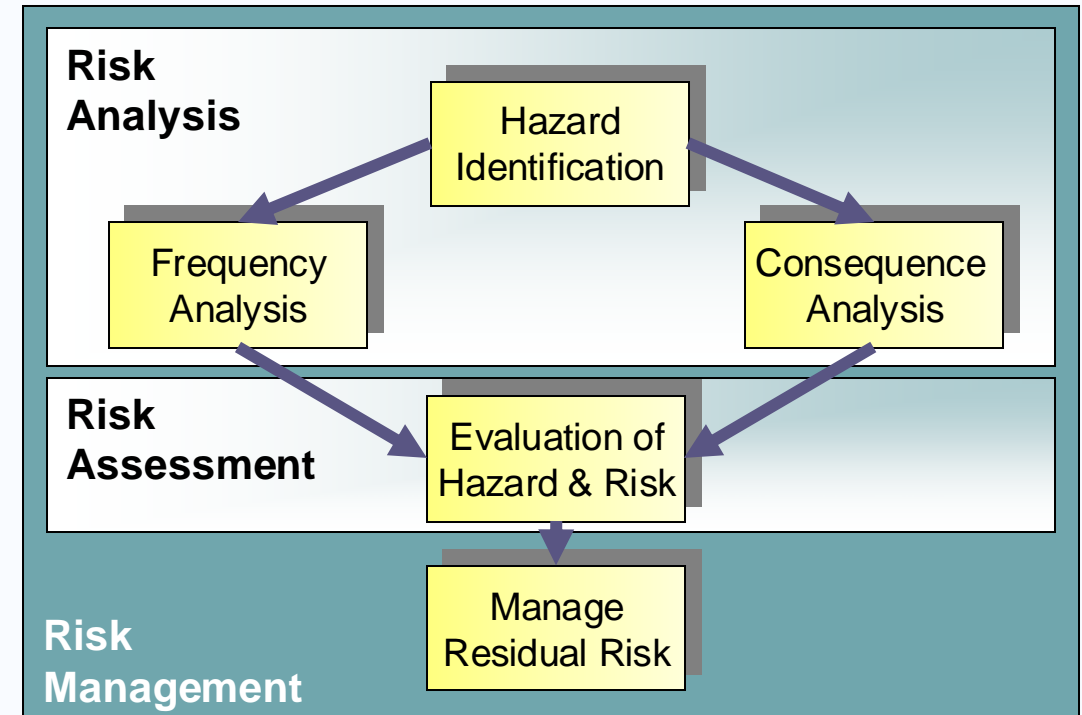 Risk
Analysis
Hazard
Identification
Frequency
Analysis
Consequence
Analysis
Risk
Assessment
Evaluation of
Hazard & Risk
Manage
Residual Risk
Risk
Management